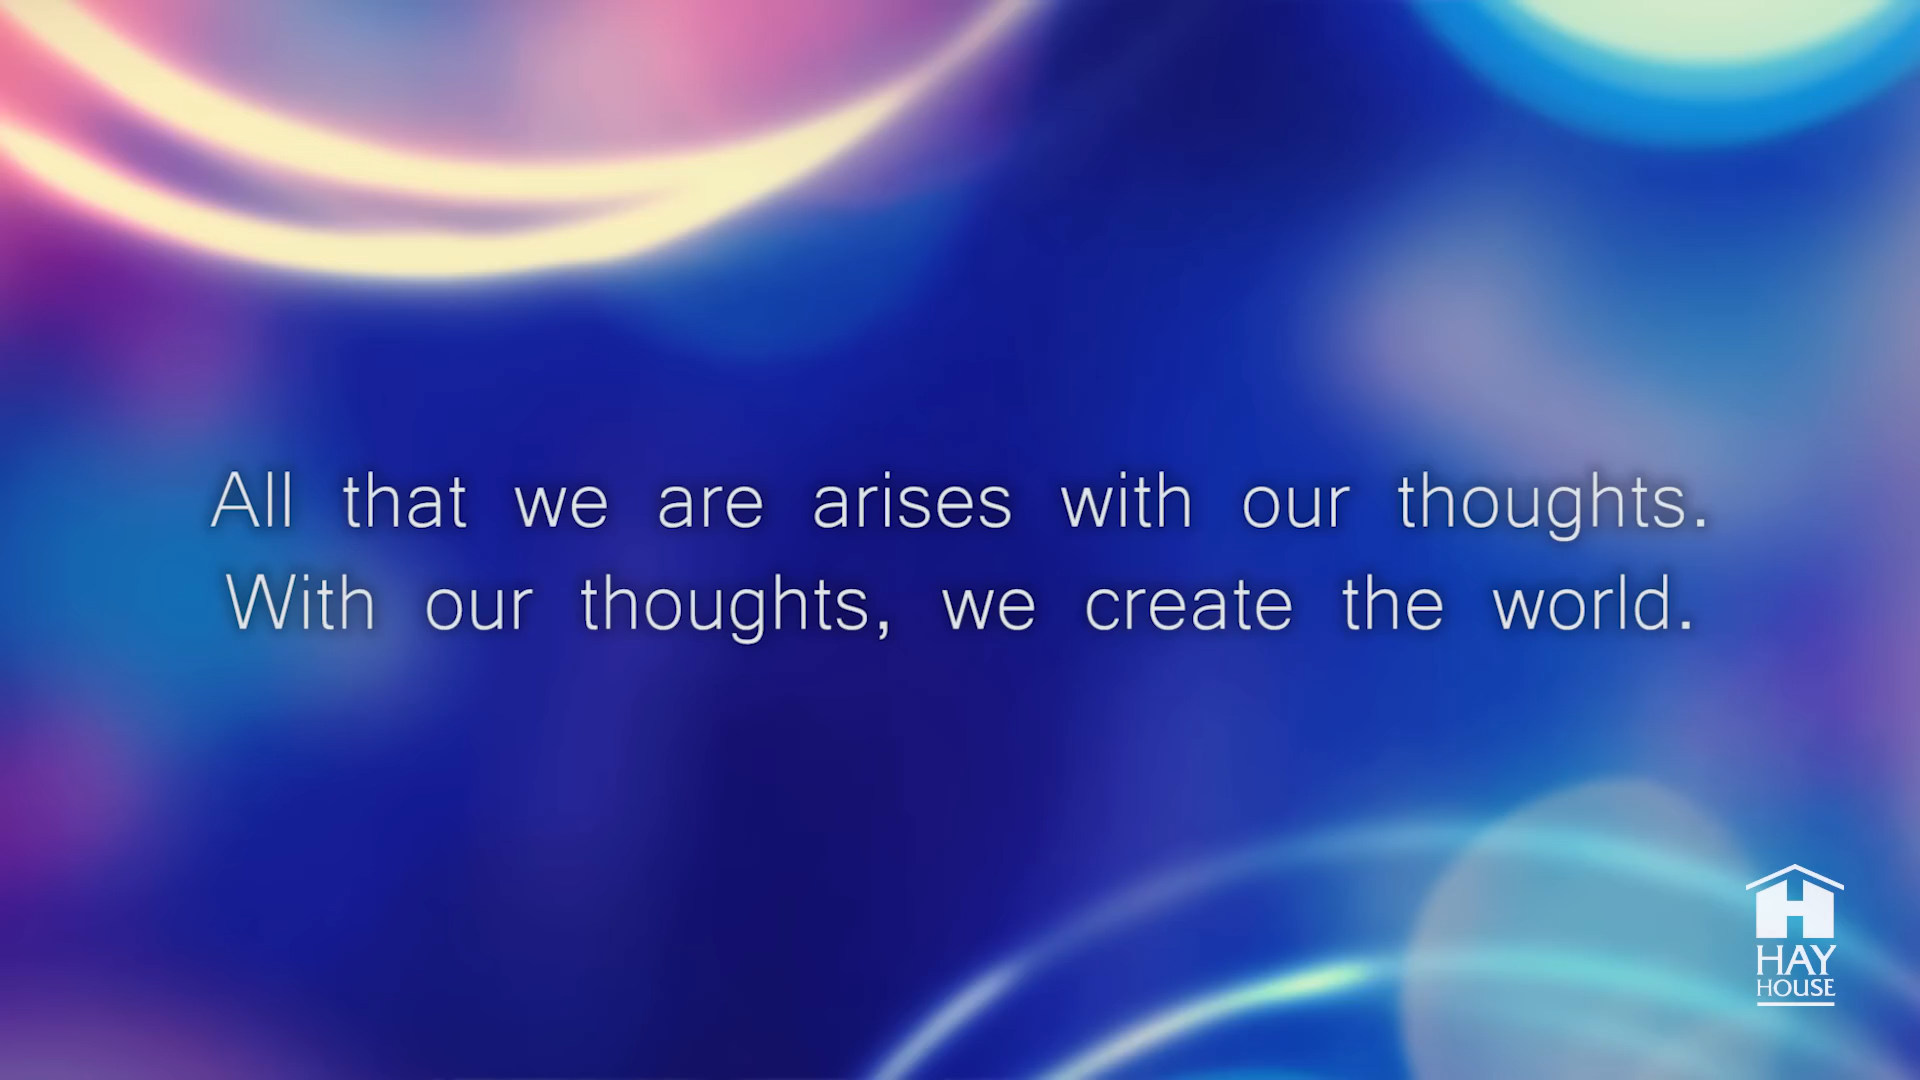 All that we are arises with our thoughts.
With our thoughts, we create the world.
HAY
HOUSE